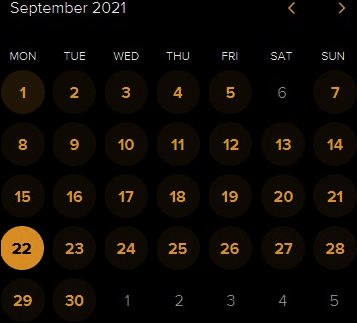 September 2021
MON TUE WED THU FRI SAT SUN
1 2 3 4 5 6 7
8 9 10 11 12 13 14
15 16 17 18 19 20 21
22 23 24 25 26 27 28
29 30 1 2 3 4 5